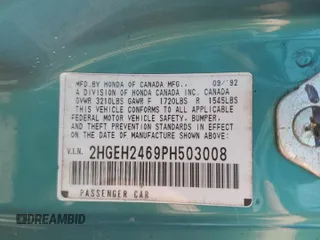 MFD. BY HONDA OF CANADA MFG., 09/92
A DIVISION OF HONDA CANADA INC. CANADA
GVWR 3210LBS GAWR F 1720LBS R 1545LBS
THIS VEHICLE CONFORMS TO ALL APPLICABLE
FEDERAL MOTOR VEHICLE SAFETY, BUMPER,
AND THEFT PREVENTION STANDARDS IN EFFECT
ON THE DATE OF MANUFACTURE SHOWN ABOVE.
V.I.N. 2HGEH2469PH503008
PASSENGER CAR
DREAMBID